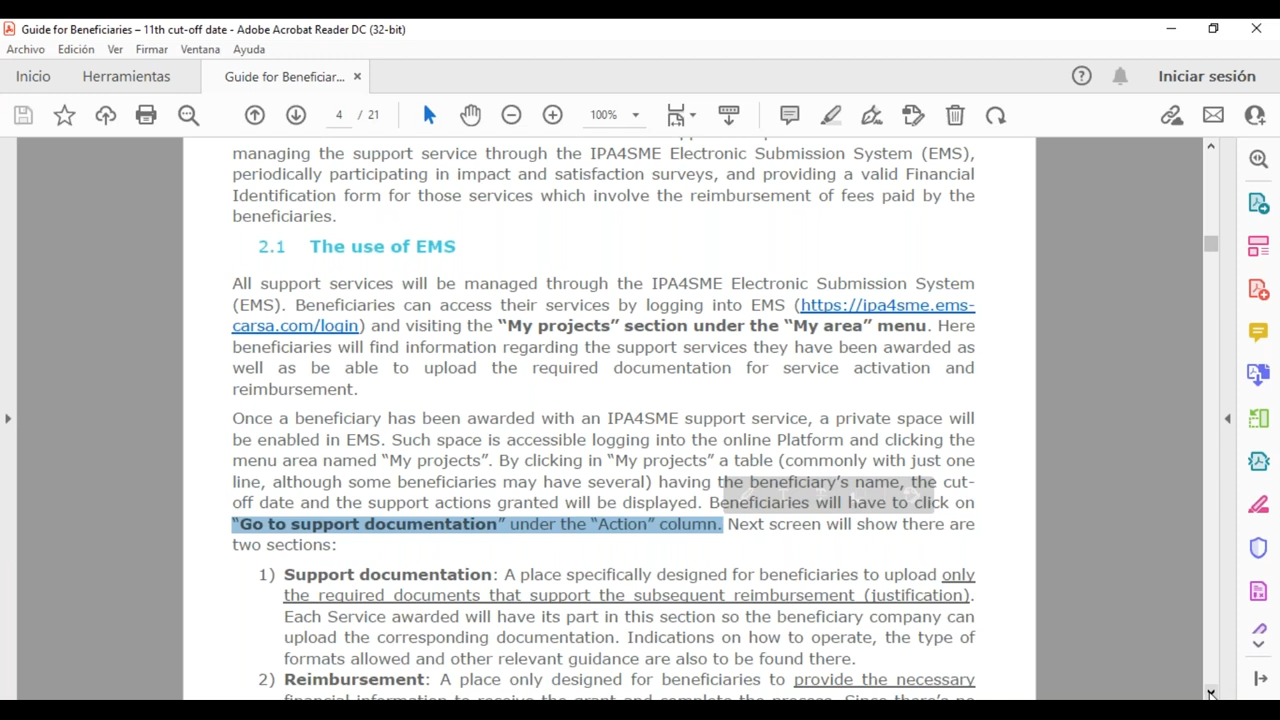 Guide for Beneficiaries – 11th cut-off date - Adobe Acrobat Reader DC (32-bit)
Archivo Edición Ver Firmar Ventana Ayuda
Inicio Herramientas Guide for Beneficiar... × Iniciar sesión
4 / 21 100%
managing the support service through the IPA4SME Electronic Submission System (EMS),
periodically participating in impact and satisfaction surveys, and providing a valid Financial
Identification form for those services which involve the reimbursement of fees paid by the
beneficiaries.
2.1 The use of EMS
All support services will be managed through the IPA4SME Electronic Submission System
(EMS). Beneficiaries can access their services by logging into EMS (https://ipa4sme.ems-
carsa.com/login) and visiting the “My projects” section under the “My area” menu. Here
beneficiaries will find information regarding the support services they have been awarded as
well as be able to upload the required documentation for service activation and
reimbursement.
Once a beneficiary has been awarded with an IPA4SME support service, a private space will
be enabled in EMS. Such space is accessible logging into the online Platform and clicking the
menu area named “My projects”. By clicking in “My projects” a table (commonly with just one
line, although some beneficiaries may have several) having the beneficiary’s name, the cut-
off date and the support actions granted will be displayed. Beneficiaries will have to click on
“Go to support documentation” under the “Action” column. Next screen will show there are
two sections:
1) Support documentation: A place specifically designed for beneficiaries to upload only
the required documents that support the subsequent reimbursement (justification).
Each Service awarded will have its part in this section so the beneficiary company can
upload the corresponding documentation. Indications on how to operate, the type of
formats allowed and other relevant guidance are also to be found there.
2) Reimbursement: A place only designed for beneficiaries to provide the necessary
financial information to receive the grant and complete the process. Since there’s no